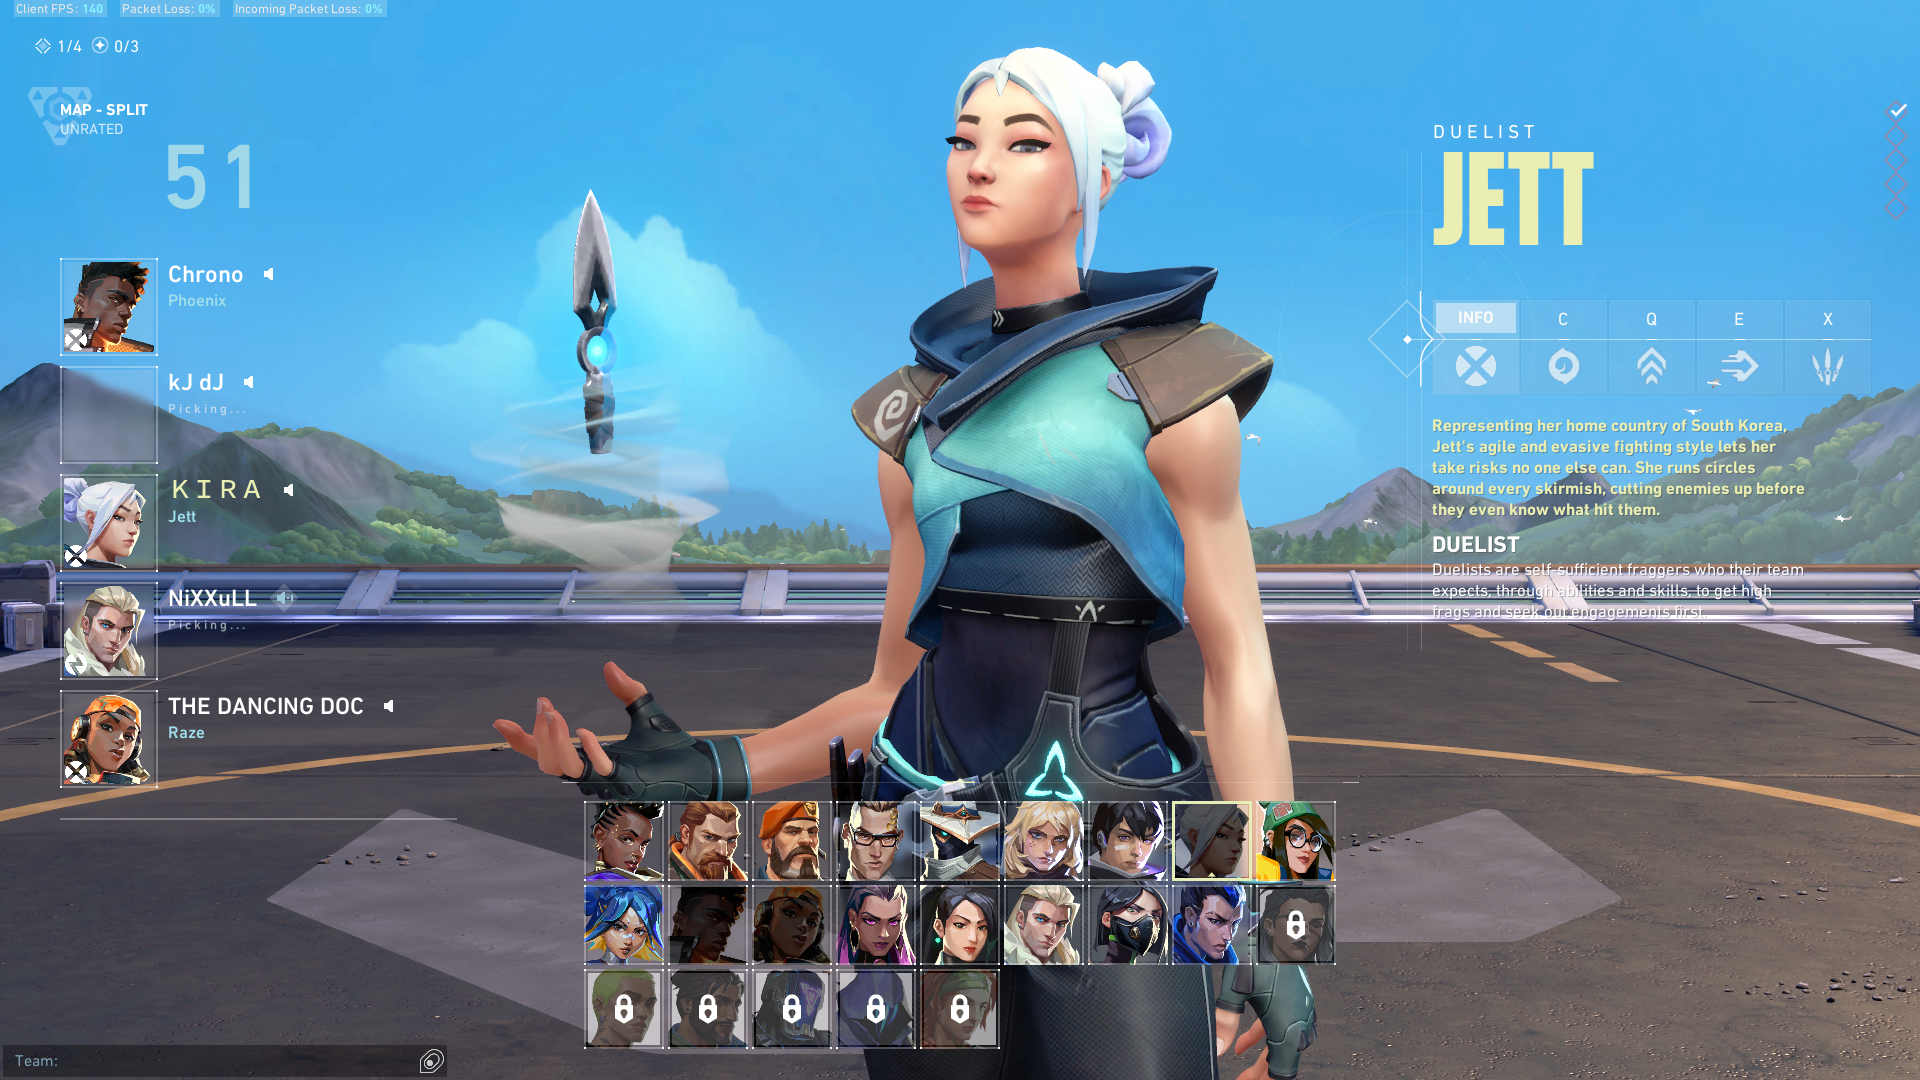 Client FPS: 140 Packet Loss: 0% Incoming Packet Loss: 0%
1/4 0/3
MAP - SPLIT
UNRATED
51
Chrono
Phoenix
kJ dJ
Picking...
KIRA
Jett
NiXXuLL
Picking...
THE DANCING DOC
Raze
DUELIST
JETT
INFO C Q E X
Representing her home country of South Korea,
Jett's agile and evasive fighting style lets her
take risks no one else can. She runs circles
around every skirmish, cutting enemies up before
they even know what hit them.
DUELIST
Duelists are self-sufficient fraggers who their team
expects, through abilities and skills, to get high
frags and seek out engagements first.
Team: